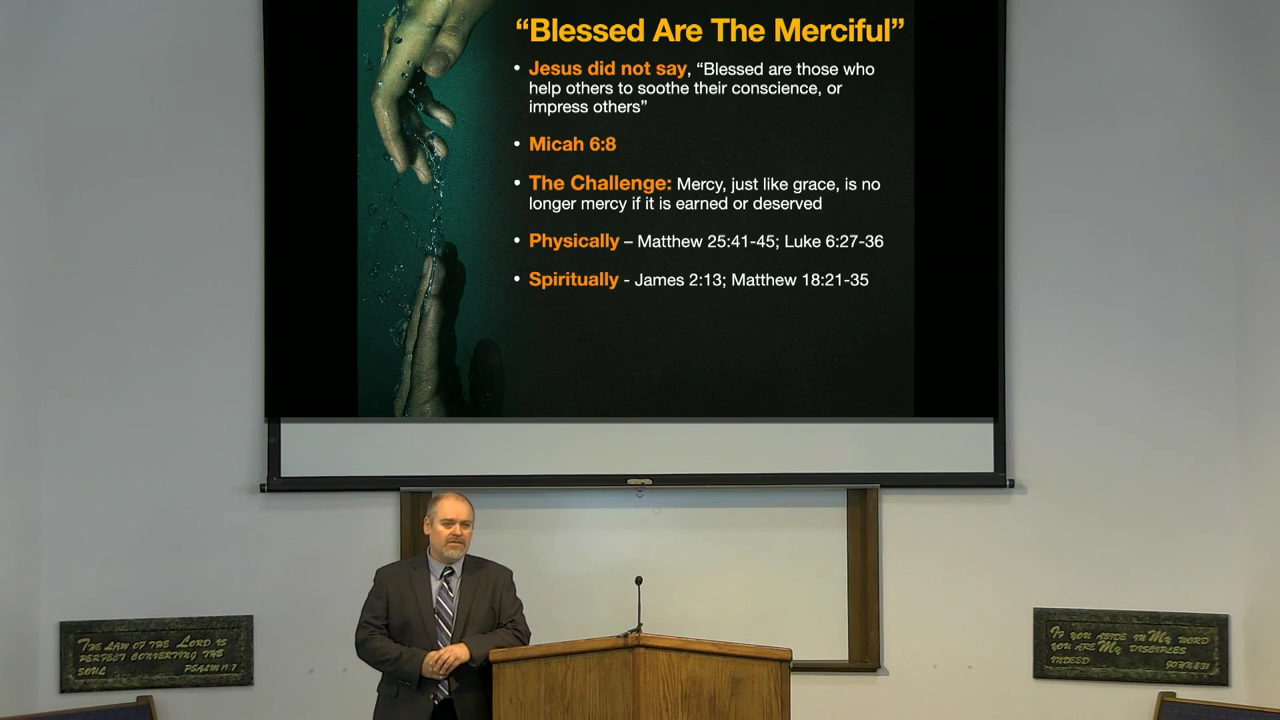 “Blessed Are The Merciful”
• Jesus did not say, “Blessed are those who
help others to soothe their conscience, or
impress others”
• Micah 6:8
• The Challenge: Mercy, just like grace, is no
longer mercy if it is earned or deserved
• Physically – Matthew 25:41-45; Luke 6:27-36
• Spiritually - James 2:13; Matthew 18:21-35
THE LAW OF THE LORD IS
PERFECT CONVERTING THE
SOUL PSALM 19:7
IF YOU ABIDE IN MY WORD
YOU ARE MY DISCIPLES
INDEED JOHN 8:31